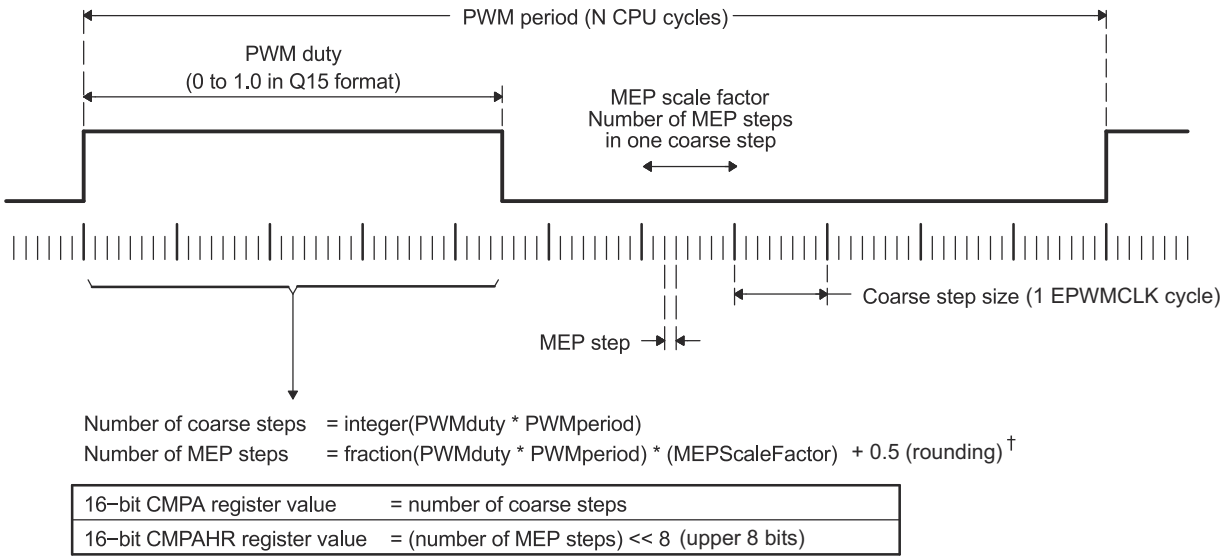 PWM period (N CPU cycles)
PWM duty
(0 to 1.0 in Q15 format)
MEP scale factor
Number of MEP steps
in one coarse step
Coarse step size (1 EPWMCLK cycle)
MEP step
Number of coarse steps = integer(PWMduty * PWMperiod)
Number of MEP steps = fraction(PWMduty * PWMperiod) * (MEPScaleFactor) + 0.5 (rounding) †
16−bit CMPA register value = number of coarse steps
16−bit CMPAHR register value = (number of MEP steps) << 8 (upper 8 bits)